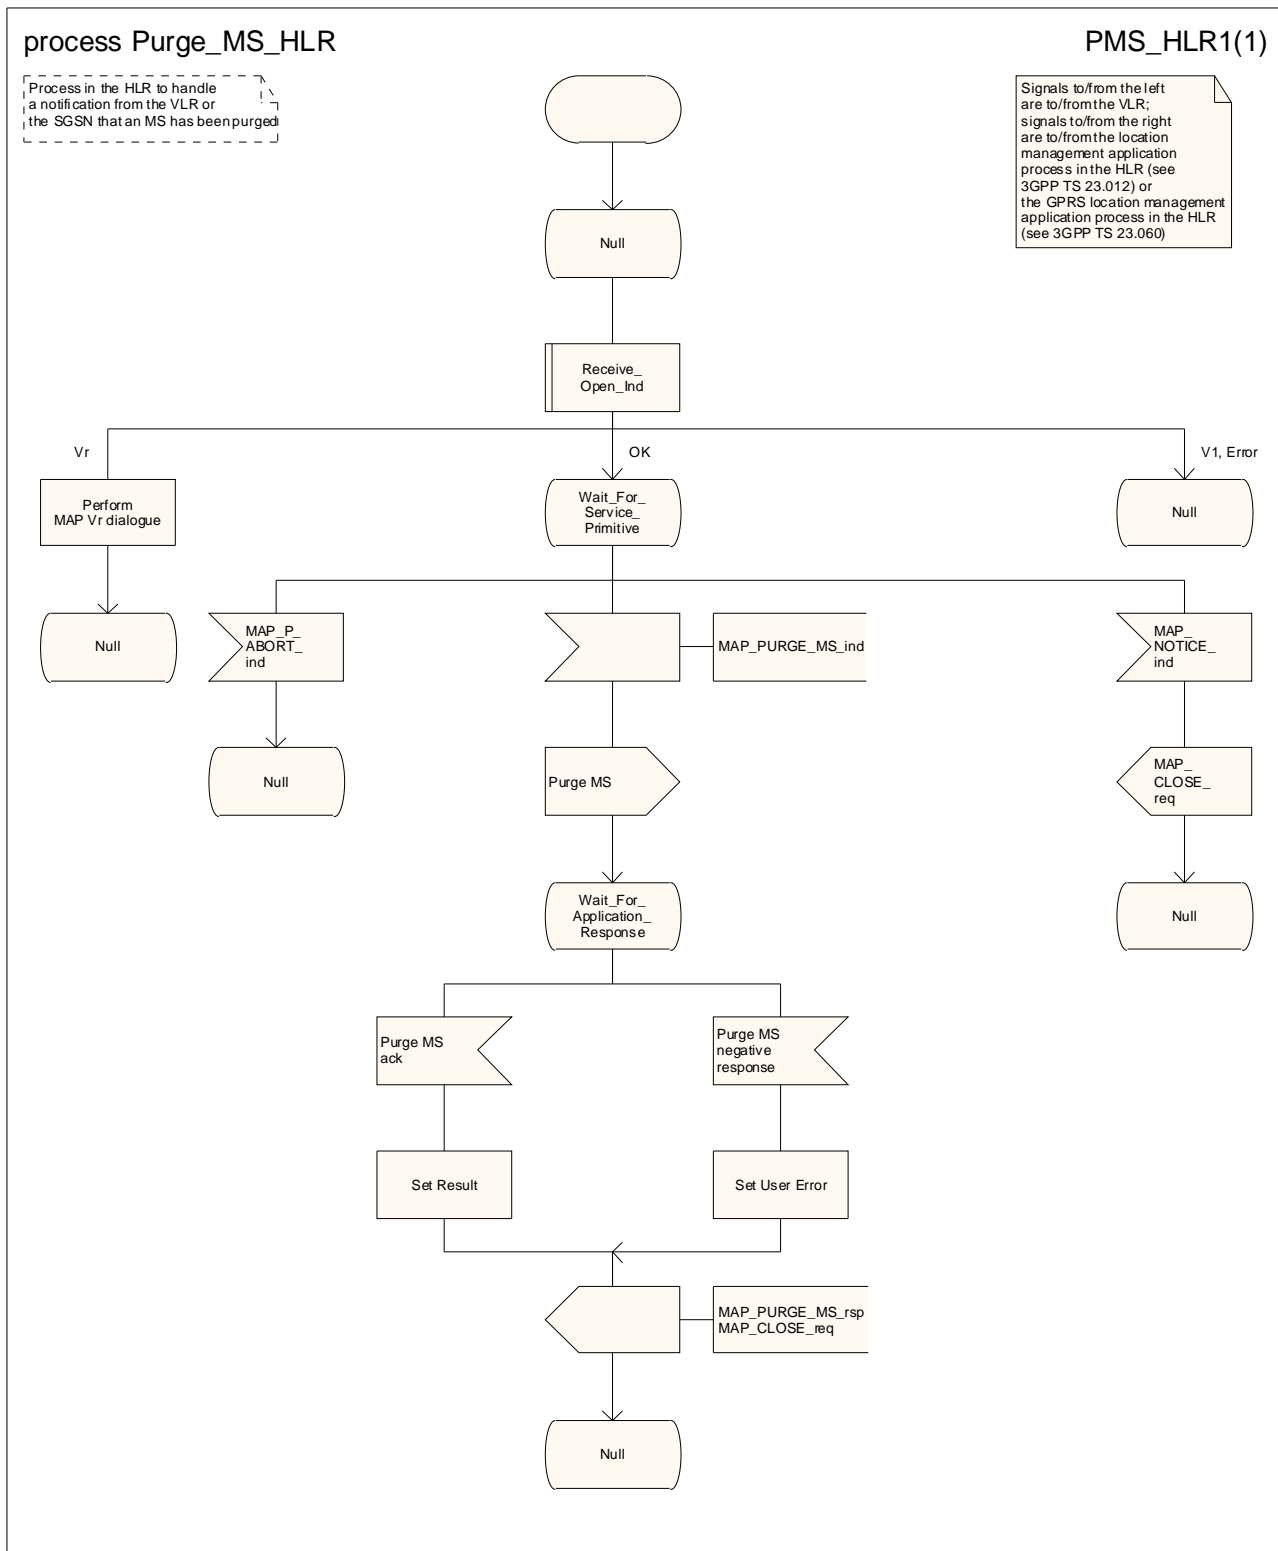 process Purge_MS_HLR
PMS_HLR1(1)
Process in the HLR to handle
a notification from the VLR or
the SGSN that an MS has been purged
Signals to/from the left
are to/from the VLR;
signals to/from the right
are to/from the location
management application
process in the HLR (see
3GPP TS 23.012) or
the GPRS location management
application process in the HLR
(see 3GPP TS 23.060)
Null
Receive_
Open_Ind
Vr
OK
V1, Error
Perform
MAP Vr dialogue
Wait_For_
Service_
Primitive
Null
Null
MAP_P_
ABORT_
ind
MAP_PURGE_MS_ind
MAP_
NOTICE_
ind
Null
Purge MS
MAP_
CLOSE_
req
Wait_For_
Application_
Response
Null
Purge MS
ack
Purge MS
negative
response
Set Result
Set User Error
MAP_PURGE_MS_rsp
MAP_CLOSE_req
Null